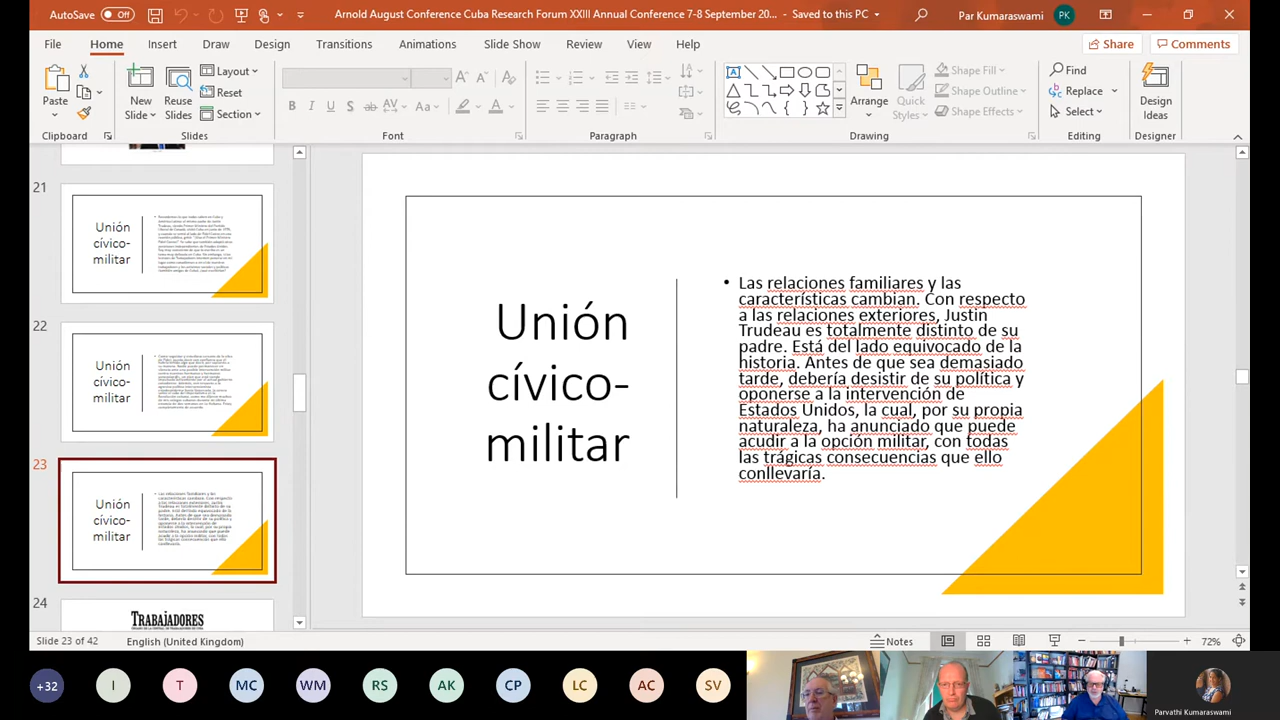 AutoSave Off
Arnold August Conference Cuba Research Forum XXIII Annual Conference 7-8 September 20... - Saved to this PC
Par Kumaraswami PK
File Home Insert Draw Design Transitions Animations Slide Show Review View Help
Share Comments
Paste
New Slide
Reuse Slides
Layout
Reset
Section
B I U S ab AV Aa A
Arrange
Quick Styles
Shape Fill
Shape Outline
Shape Effects
Find
Replace
Select
Design Ideas
Clipboard Slides Font Paragraph Drawing Editing Designer
21
Unión
cívico-
militar
22
Unión
cívico-
militar
23
Unión
cívico-
militar
24
TRABAJADORES
Unión
cívico-
militar
• Las relaciones familiares y las
características cambian. Con respecto
a las relaciones exteriores, Justin
Trudeau es totalmente distinto de su
padre. Está del lado equivocado de la
historia. Antes de que sea demasiado
tarde, debería desistir de su política y
oponerse a la intervención de
Estados Unidos, la cual, por su propia
naturaleza, ha anunciado que puede
acudir a la opción militar, con todas
las trágicas consecuencias que ello
conllevaría.
Slide 23 of 42 English (United Kingdom)
Notes
72%
+32 I T MC WM RS AK CP LC AC SV
Parvathi Kumaraswami